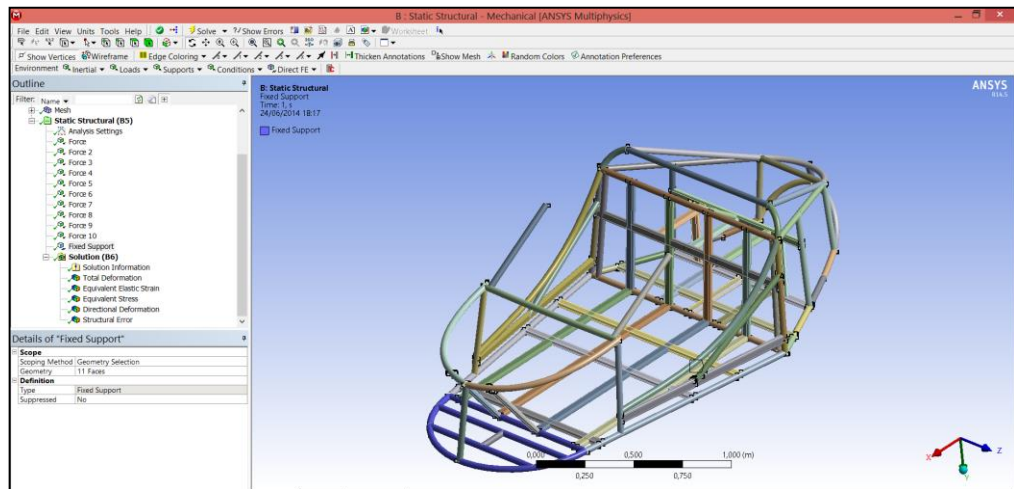 B : Static Structural - Mechanical [ANSYS Multiphysics]
File Edit View Units Tools Help Solve ?/Show Errors Worksheet
Show Vertices Wireframe Edge Coloring Thicken Annotations Show Mesh Random Colors Annotation Preferences
Environment Inertial Loads Supports Conditions Direct FE
Outline
Filter: Name
Mesh
Static Structural (B5)
Analysis Settings
Force
Force 2
Force 3
Force 4
Force 5
Force 6
Force 7
Force 8
Force 9
Force 10
Fixed Support
Solution (B6)
Solution Information
Total Deformation
Equivalent Elastic Strain
Equivalent Stress
Directional Deformation
Structural Error
Details of "Fixed Support"
Scope
Scoping Method Geometry Selection
Geometry 11 Faces
Definition
Type Fixed Support
Suppressed No
B: Static Structural
Fixed Support
Time: 1, s
24/06/2014 18:17
Fixed Support
ANSYS
R14.5
0,000 0,500 1,000 (m)
0,250 0,750
X Y Z